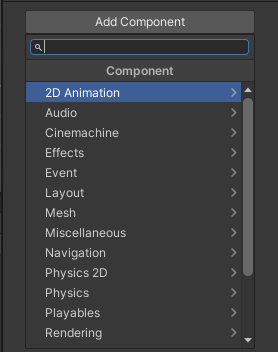 Add Component
Component
2D Animation
Audio
Cinemachine
Effects
Event
Layout
Mesh
Miscellaneous
Navigation
Physics 2D
Physics
Playables
Rendering